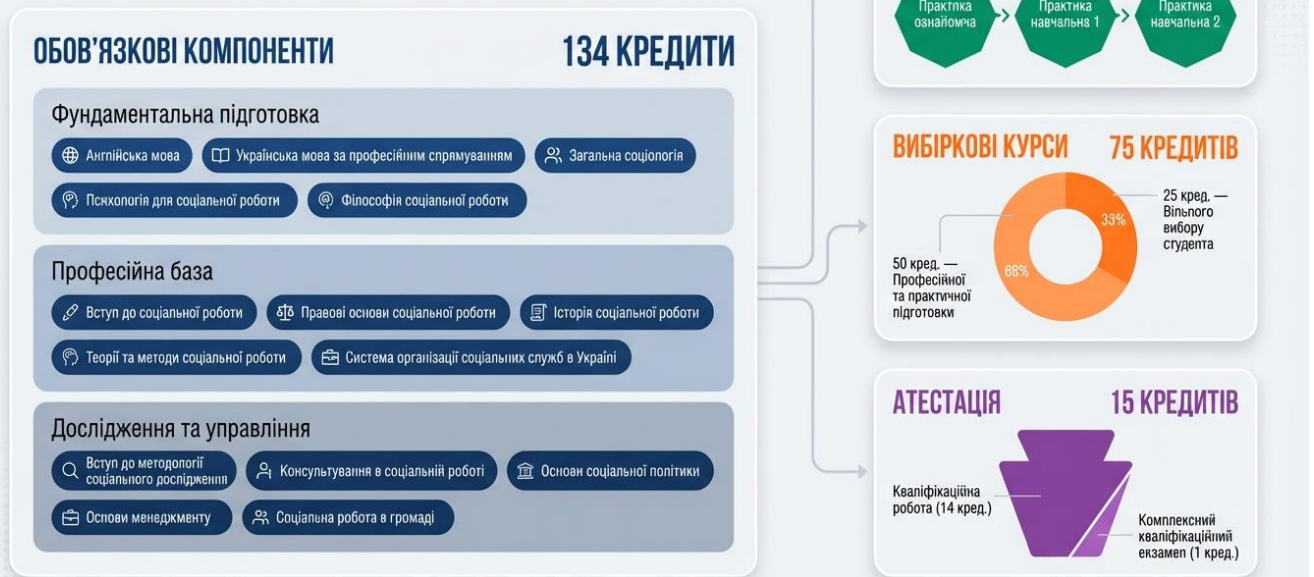 ОБОВ'ЯЗКОВІ КОМПОНЕНТИ
134 КРЕДИТИ
Фундаментальна підготовка
Англійська мова
Українська мова за професійним спрямуванням
Загальна соціологія
Психологія для соціальної роботи
Філософія соціальної роботи
Професійна база
Вступ до соціальної роботи
Правові основи соціальної роботи
Історія соціальної роботи
Теорії та методи соціальної роботи
Система організації соціальних служб в Україні
Дослідження та управління
Вступ до методології
соціального дослідження
Консультування в соціальній роботі
Основи соціальної політики
Основи менеджменту
Соціальна робота в громаді
Практика
ознайомча
Практика
навчальна 1
Практика
навчальна 2
ВИБІРКОВІ КУРСИ
75 КРЕДИТІВ
25 кред. —
Вільного
вибору
студента
33%
66%
50 кред. —
Професійної
та практичної
підготовки
АТЕСТАЦІЯ
15 КРЕДИТІВ
Кваліфікаційна
робота (14 кред.)
Комплексний
кваліфікаційний
екзамен (1 кред.)